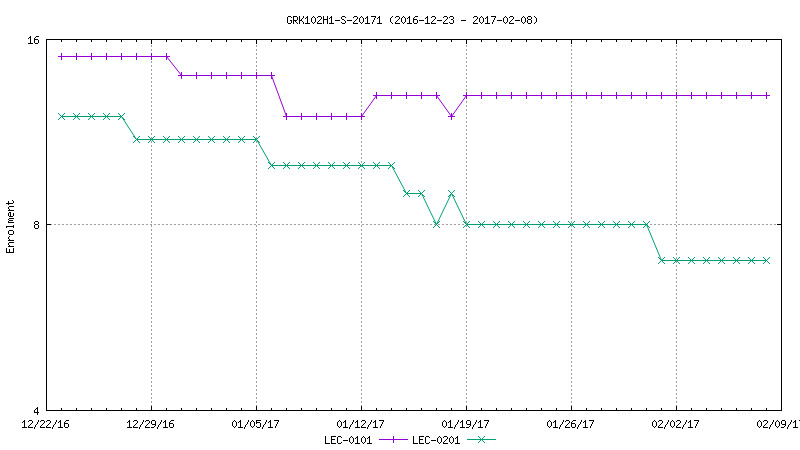 GRK102H1-S-20171 (2016-12-23 - 2017-02-08)
16
Enrolment
8
4
12/22/16 12/29/16 01/05/17 01/12/17 01/19/17 01/26/17 02/02/17 02/09/1
LEC-0101 LEC-0201